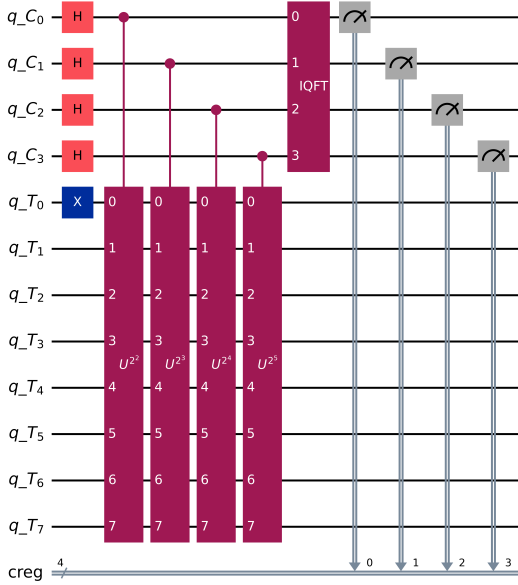 q_C₀ H 0
q_C₁ H 1 IQFT
q_C₂ H 2
q_C₃ H 3
q_T₀ X 0 0 0 0
q_T₁ 1 1 1 1
q_T₂ 2 2 2 2
q_T₃ 3 3 3 3
U^{2^2} U^{2^3} U^{2^4} U^{2^5}
q_T₄ 4 4 4 4
q_T₅ 5 5 5 5
q_T₆ 6 6 6 6
q_T₇ 7 7 7 7
creg 4 0 1 2 3